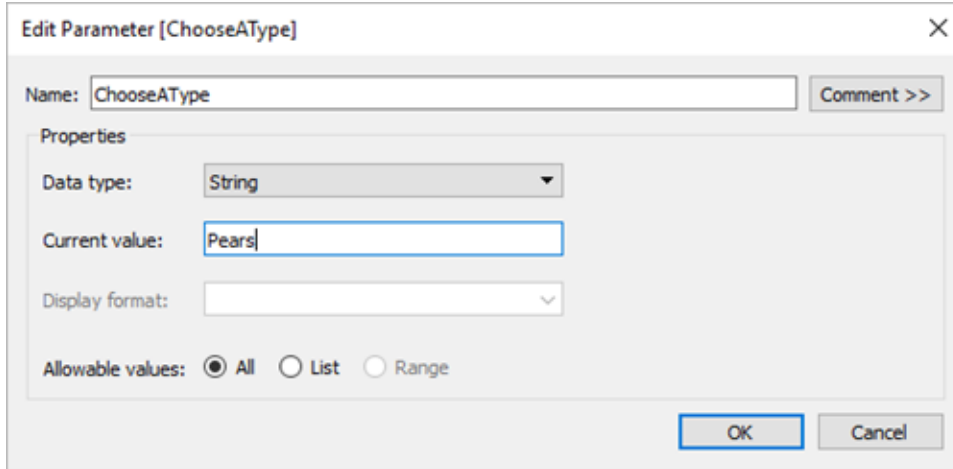 Edit Parameter [ChooseAType]
Name: ChooseAType Comment >>
Properties
Data type: String
Current value: Pears
Display format:
Allowable values: All List Range
OK Cancel